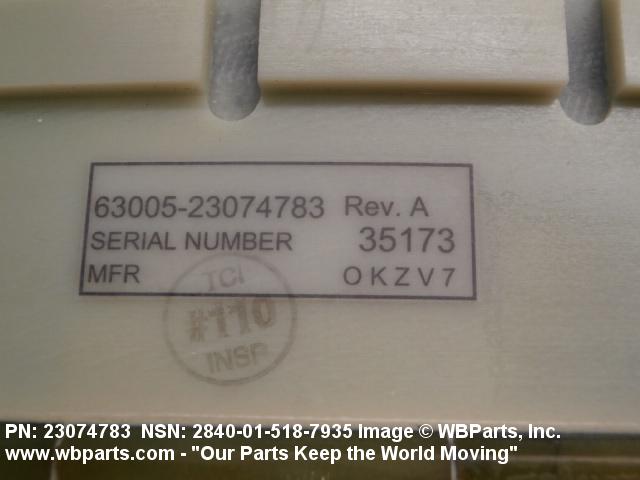 63005-23074783 Rev. A
SERIAL NUMBER 35173
MFR OKZV7
TCI
#110
INSP
PN: 23074783 NSN: 2840-01-518-7935 Image © WBParts, Inc.
www.wbparts.com - "Our Parts Keep the World Moving"